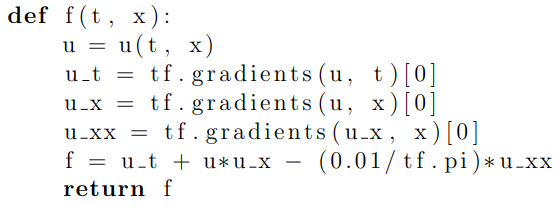 def f(t, x):
    u = u(t, x)
    u_t = tf.gradients(u, t)[0]
    u_x = tf.gradients(u, x)[0]
    u_xx = tf.gradients(u_x, x)[0]
    f = u_t + u*u_x − (0.01/tf.pi)*u_xx
    return f